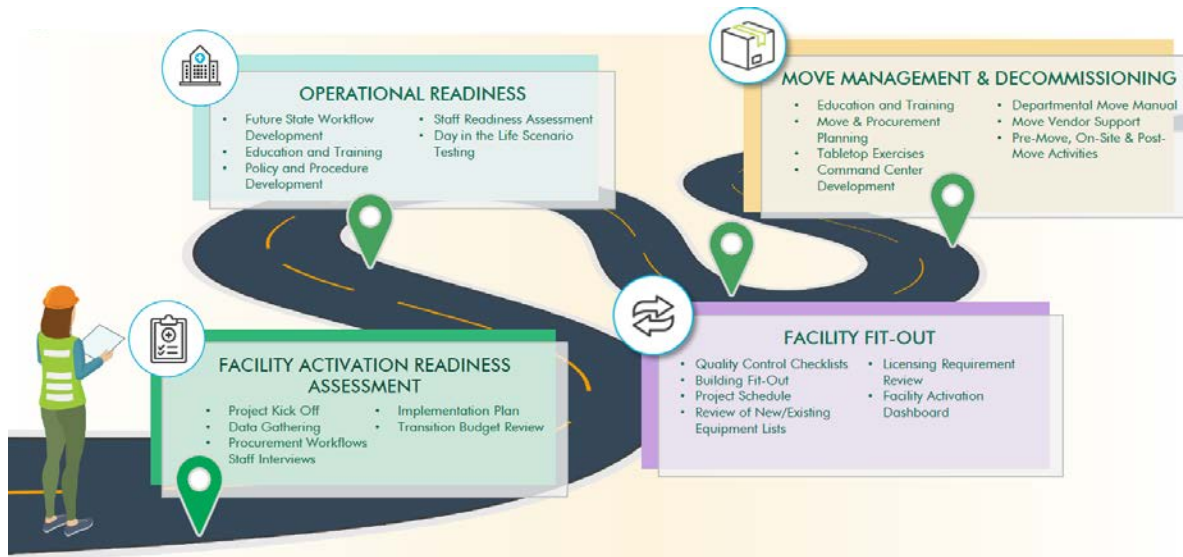 OPERATIONAL READINESS
• Future State Workflow
Development
• Education and Training
• Policy and Procedure
Development
• Staff Readiness Assessment
• Day in the Life Scenario
Testing
MOVE MANAGEMENT & DECOMMISSIONING
• Education and Training
• Move & Procurement
Planning
• Tabletop Exercises
• Command Center
Development
• Departmental Move Manual
• Move Vendor Support
• Pre-Move, On-Site & Post-
Move Activities
FACILITY ACTIVATION READINESS
ASSESSMENT
• Project Kick Off
• Data Gathering
• Procurement Workflows
Staff Interviews
• Implementation Plan
• Transition Budget Review
FACILITY FIT-OUT
• Quality Control Checklists
• Building Fit-Out
• Project Schedule
• Review of New/Existing
Equipment Lists
• Licensing Requirement
Review
• Facility Activation
Dashboard